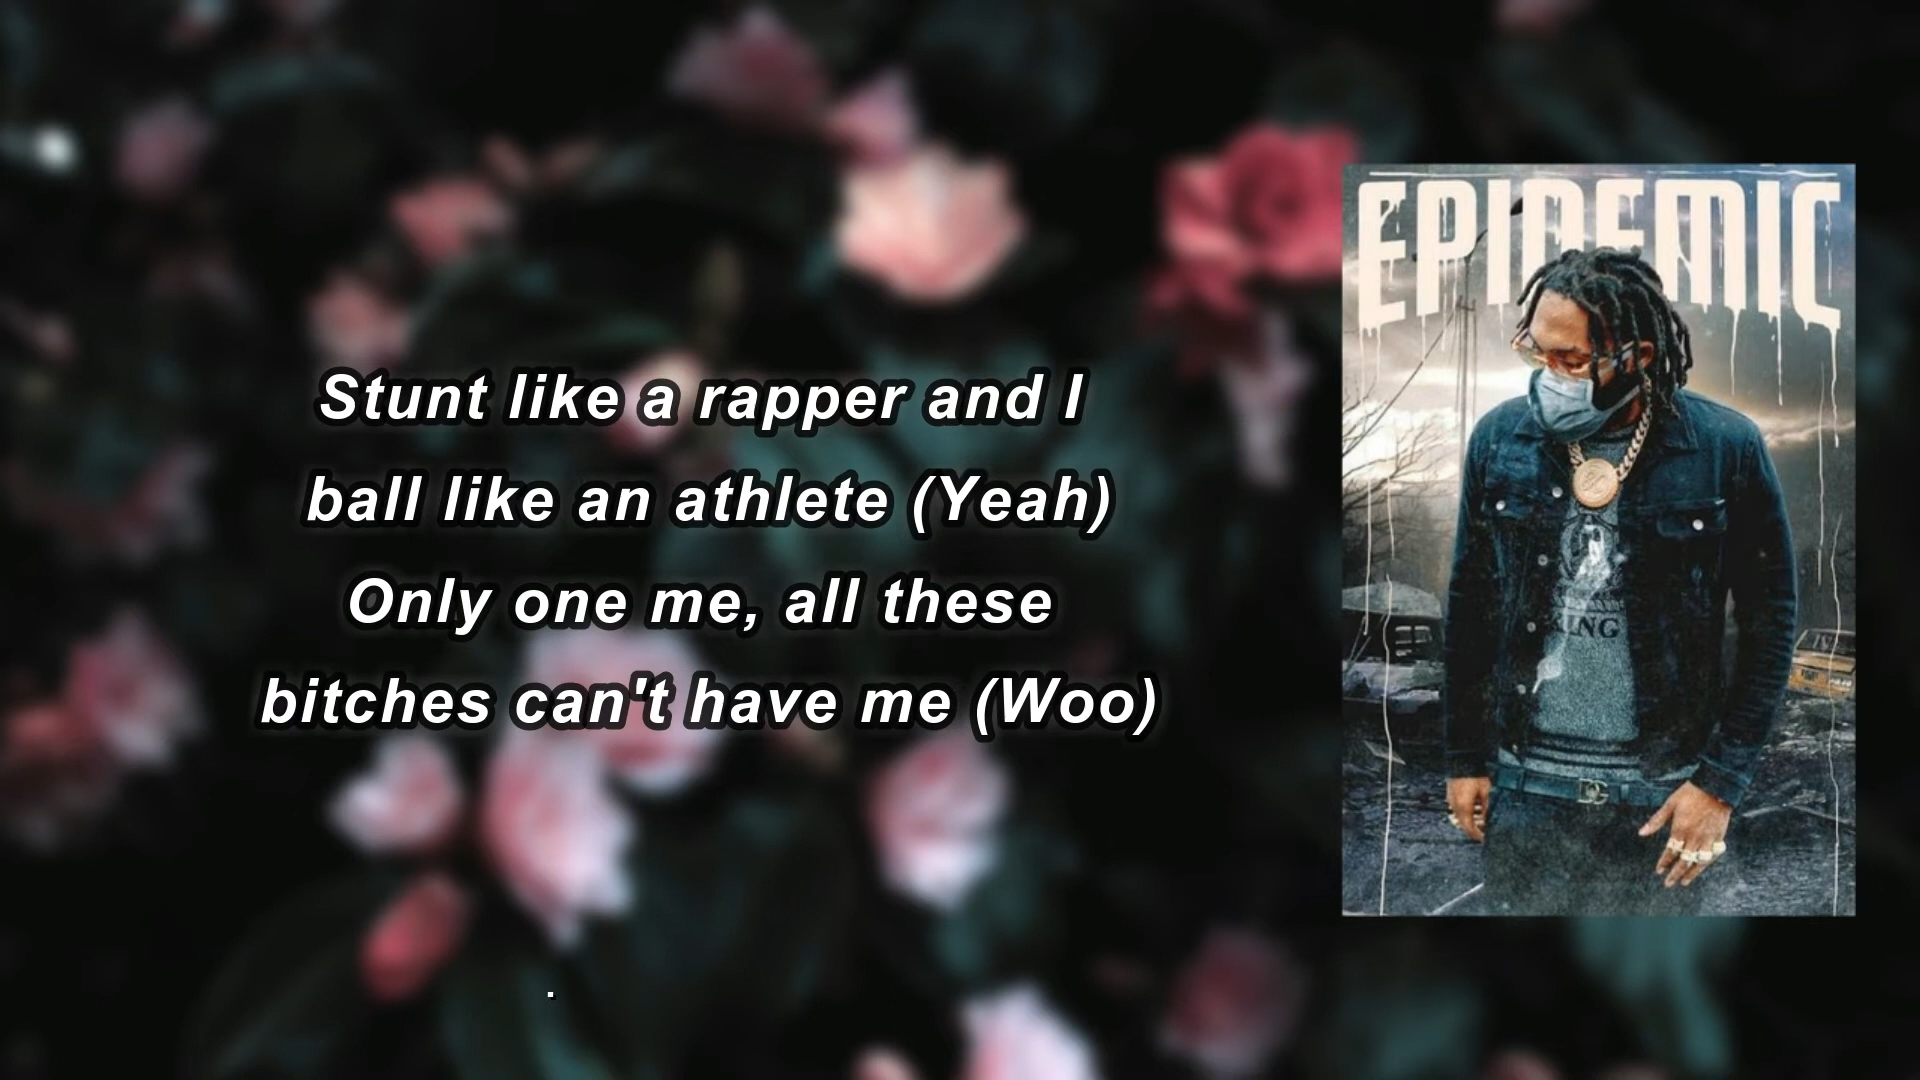 Stunt like a rapper and I
ball like an athlete (Yeah)
Only one me, all these
bitches can't have me (Woo)
.
EPIDEMIC